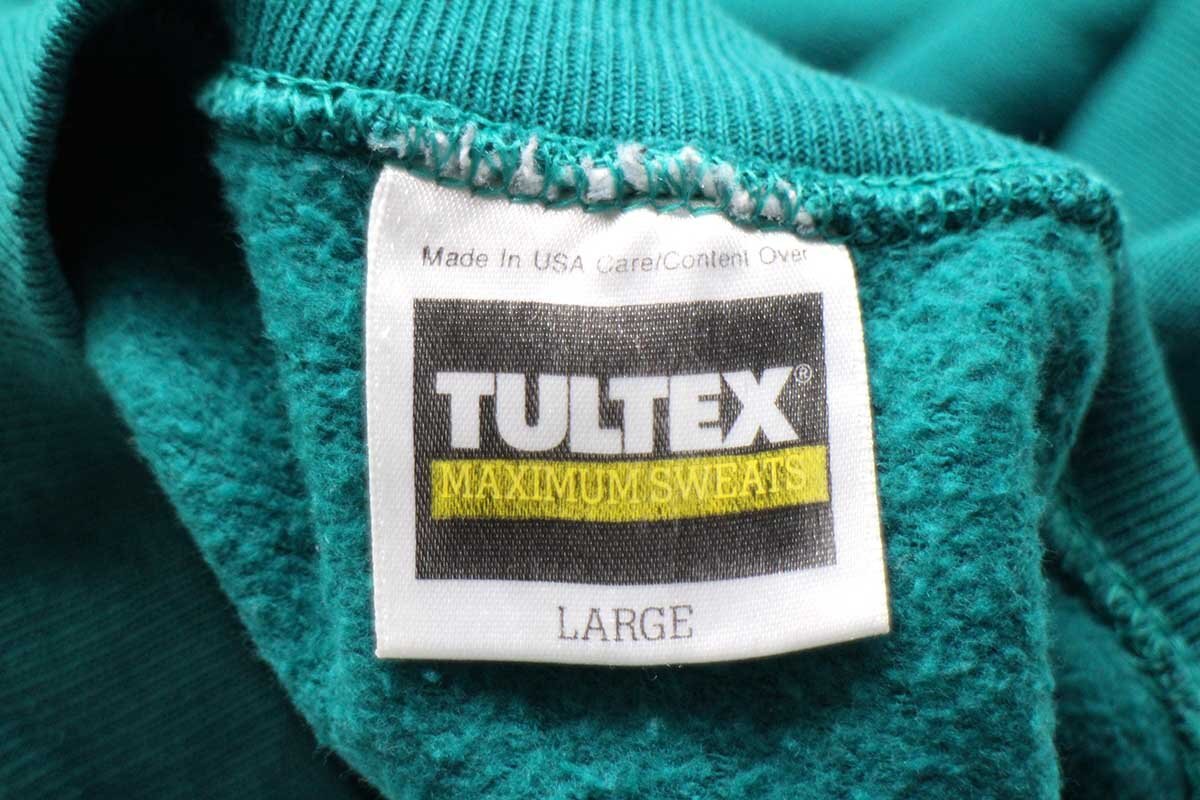 Made In USA Care/Content Over
TULTEX®
MAXIMUM SWEATS
LARGE